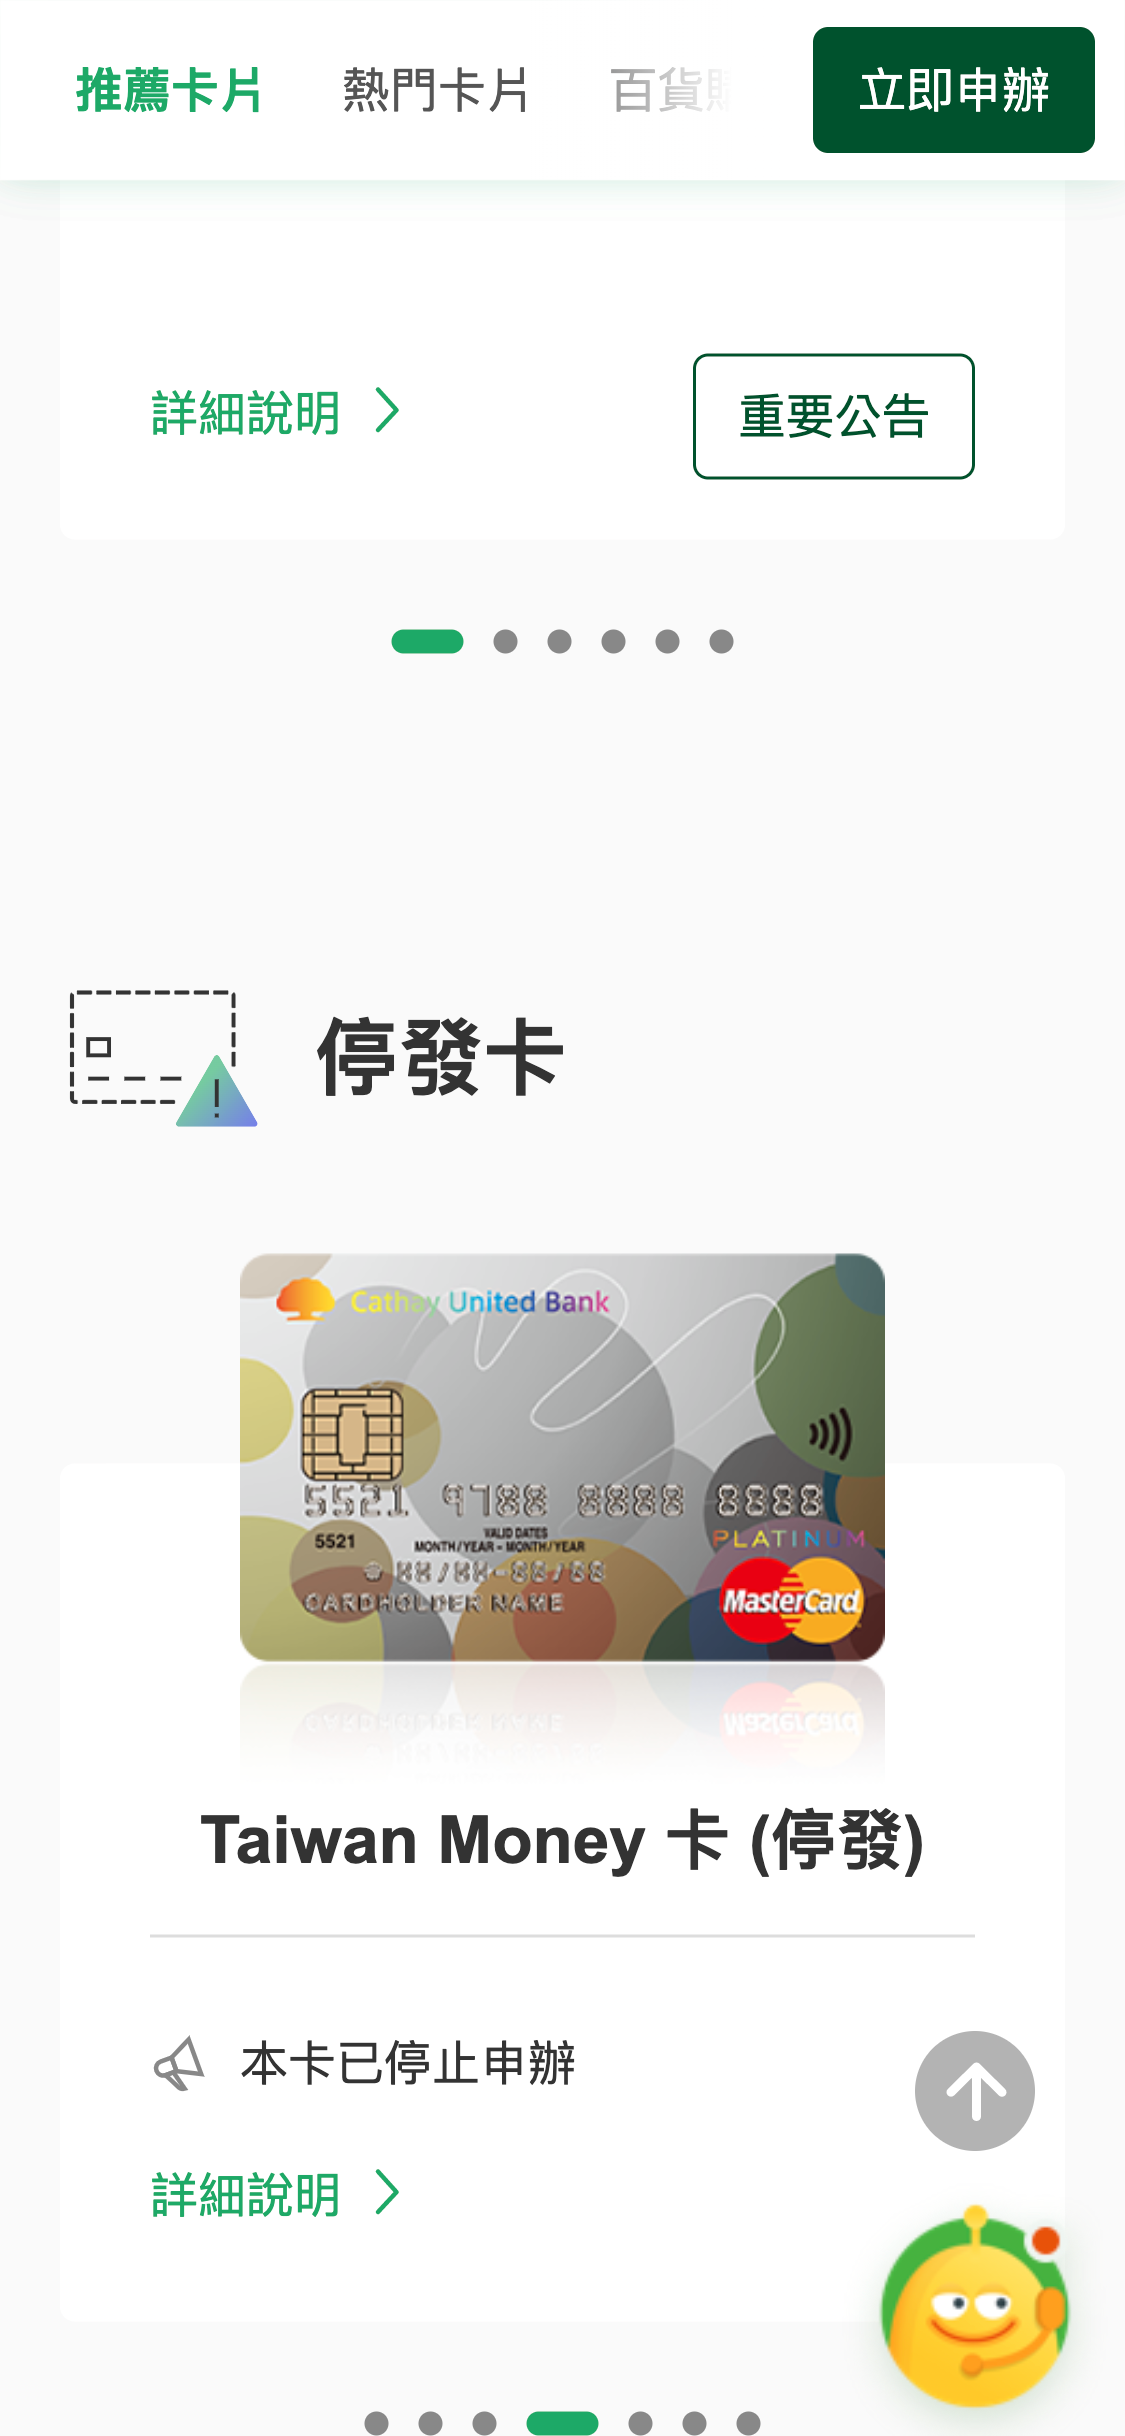 推薦卡片
熱門卡片
百貨
立即申辦
詳細說明
重要公告
停發卡
Cathay United Bank
5521 9788 8888 8888
5521
VALID DATES
MONTH/YEAR – MONTH/YEAR
PLATINUM
88/88-88/88
CARDHOLDER NAME
MasterCard
Taiwan Money 卡 (停發)
本卡已停止申辦
詳細說明